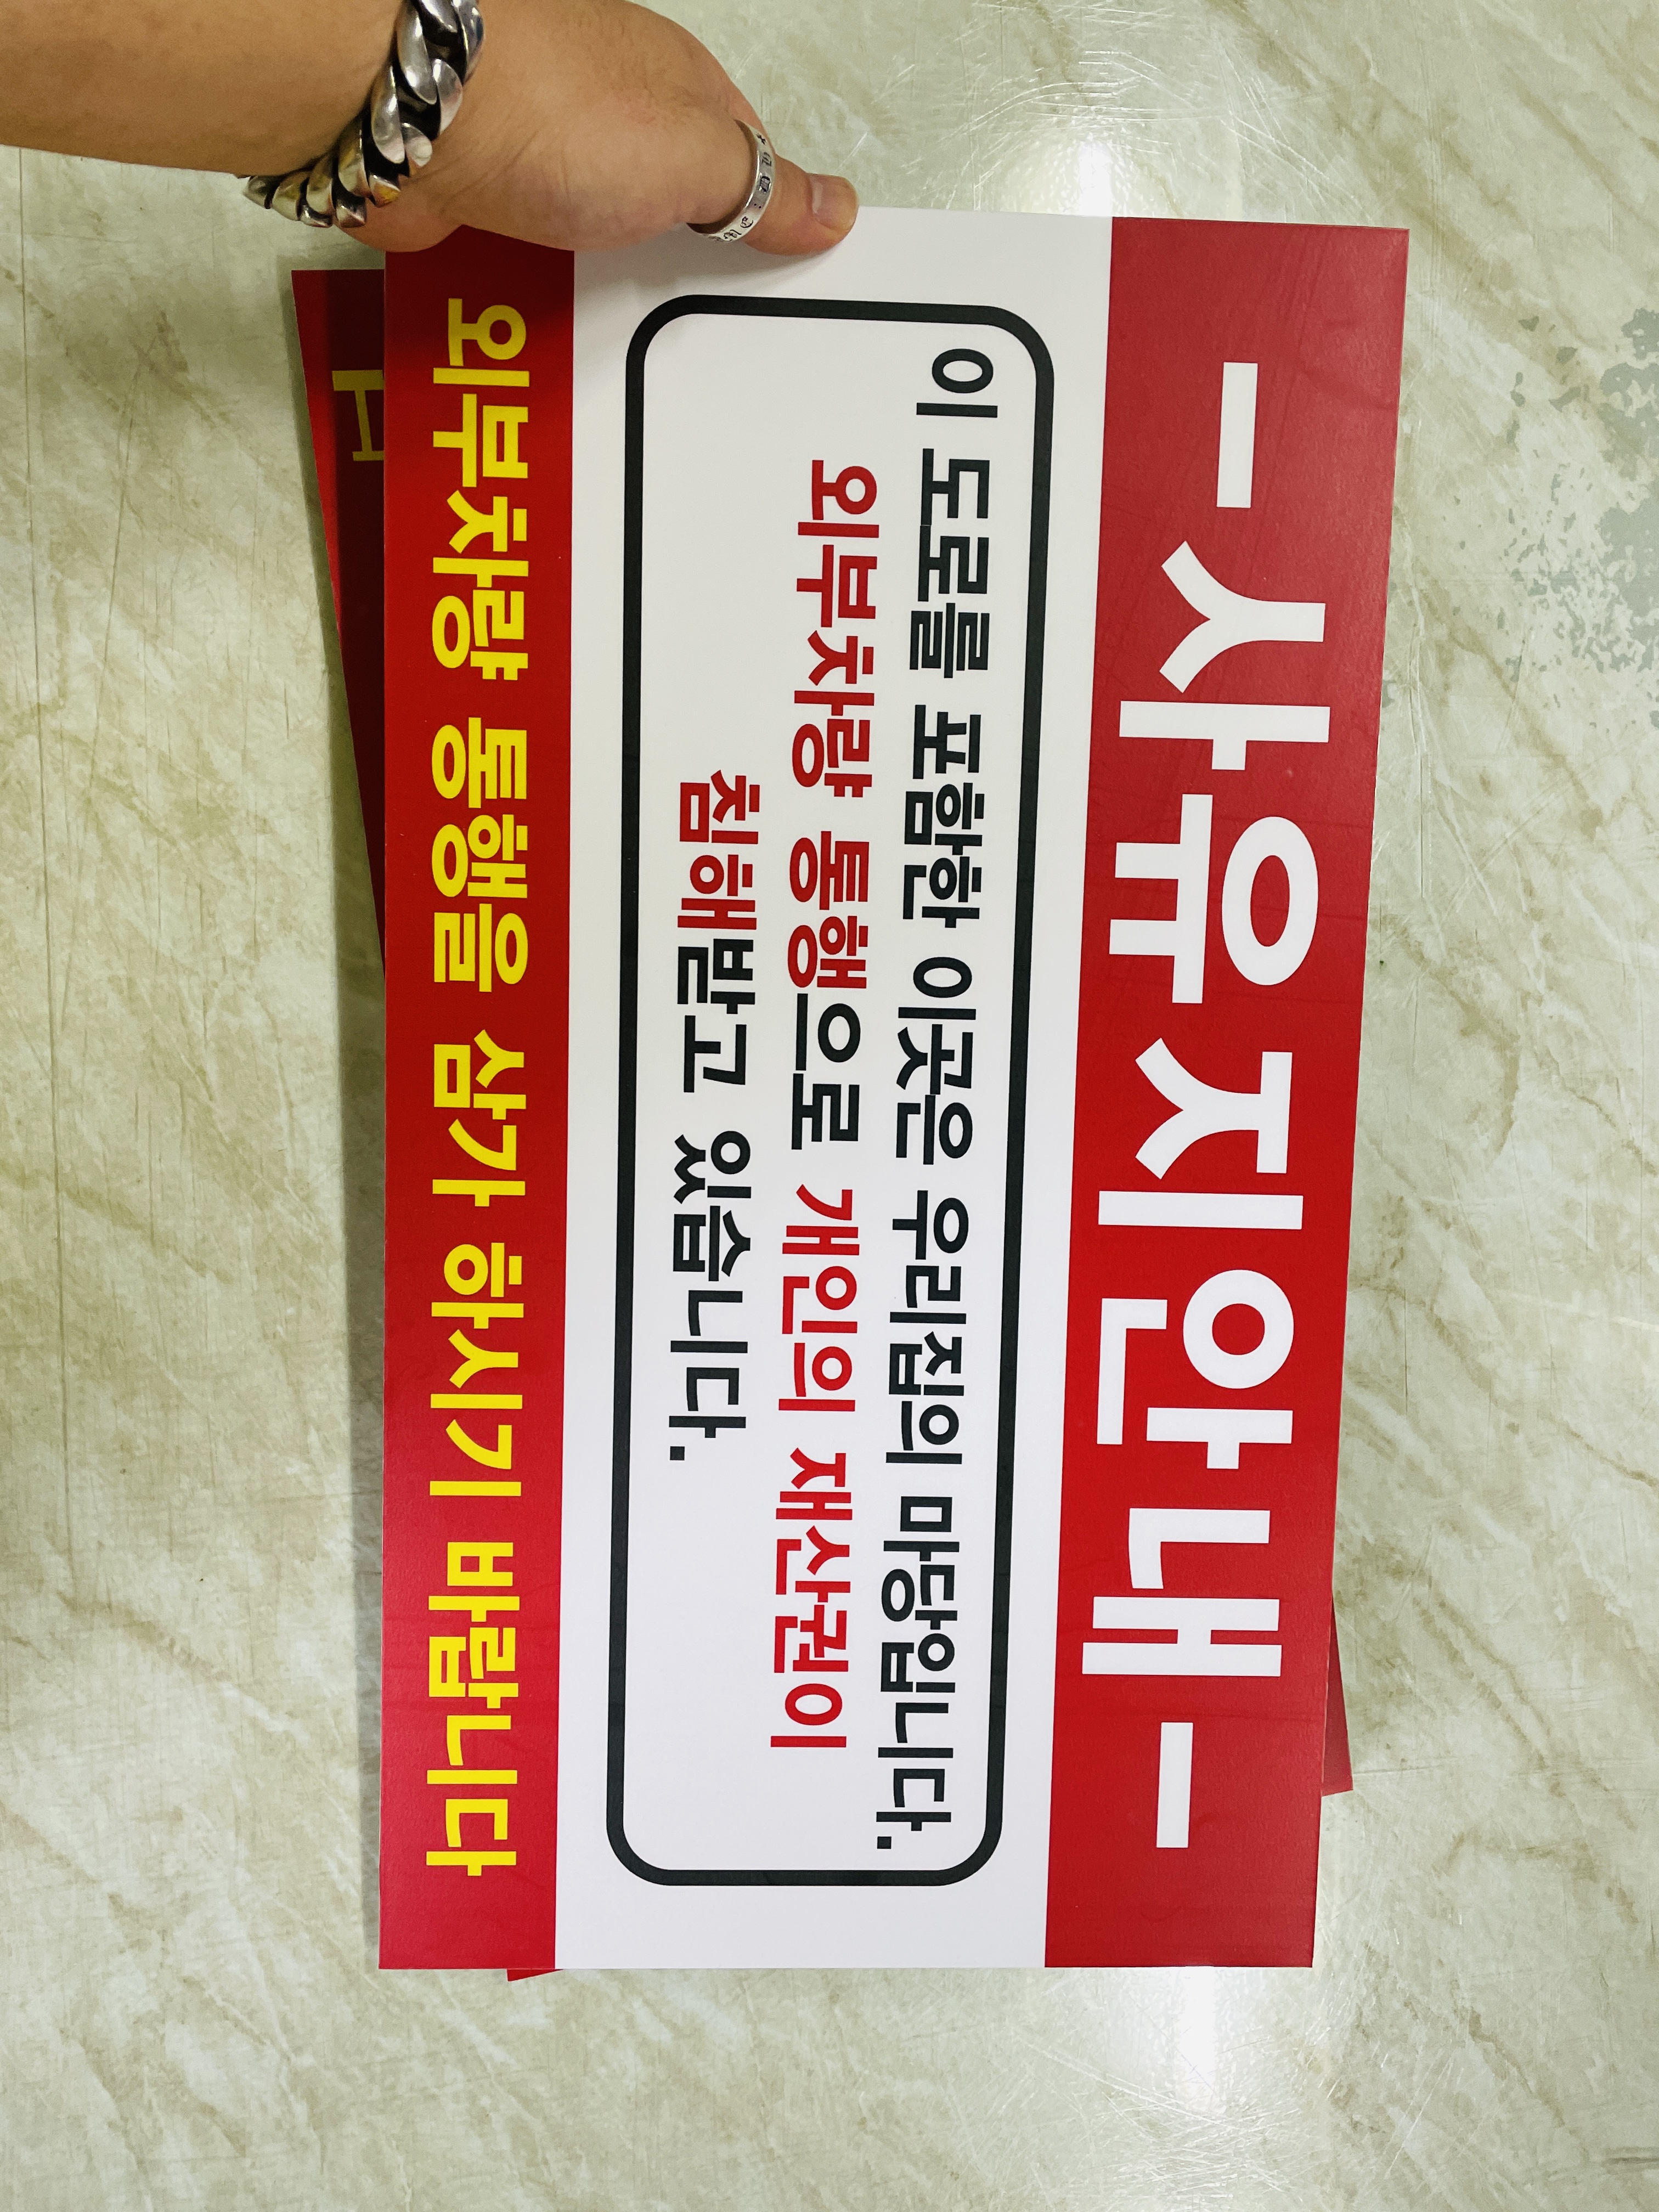 - 사유지안내 -
이 도로를 포함한 이곳은 우리집의 마당입니다.
외부차량 통행으로 개인의 재산권이
침해받고 있습니다.
외부차량 통행을 삼가 하시기 바랍니다